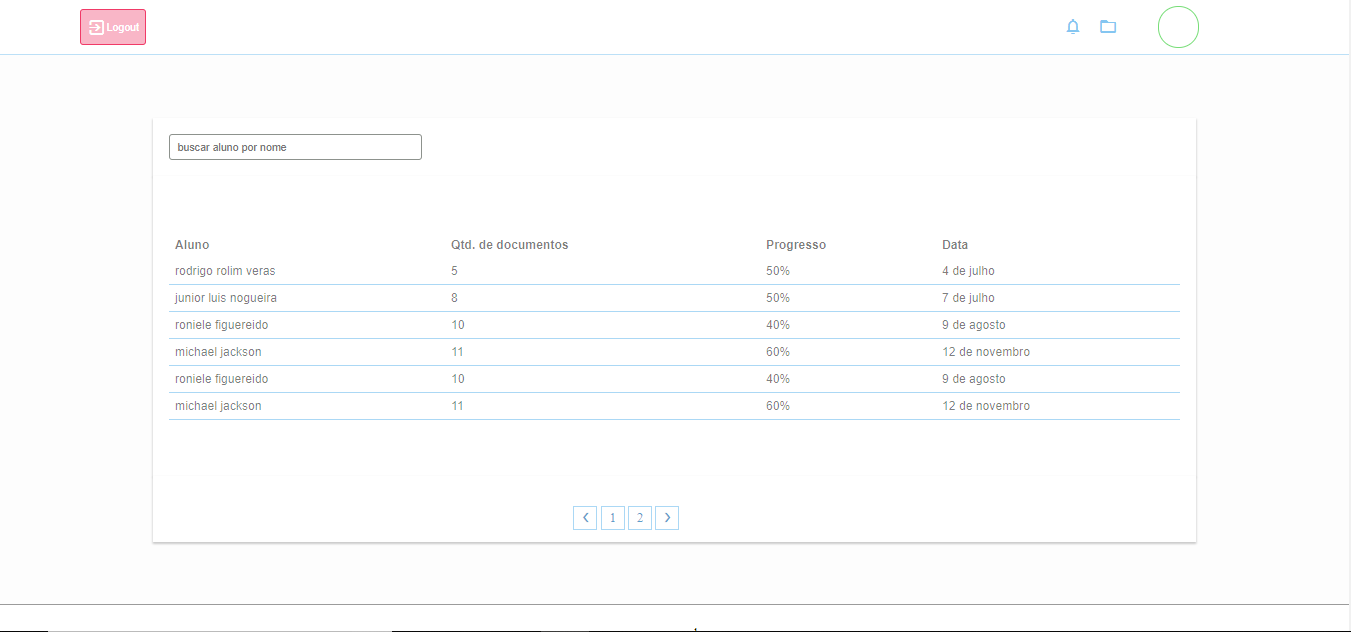 Logout
buscar aluno por nome
Aluno Qtd. de documentos Progresso Data
rodrigo rolim veras 5 50% 4 de julho
junior luis nogueira 8 50% 7 de julho
roniele figuereido 10 40% 9 de agosto
michael jackson 11 60% 12 de novembro
roniele figuereido 10 40% 9 de agosto
michael jackson 11 60% 12 de novembro
1 2